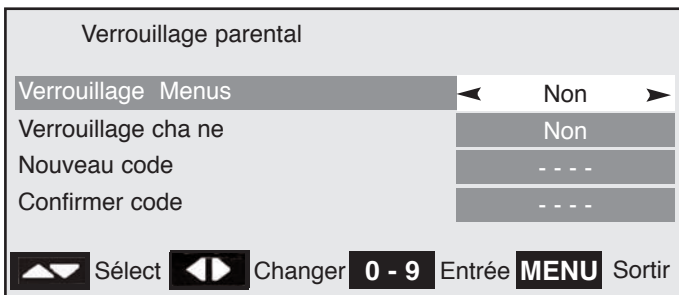 Verrouillage parental
Verrouillage Menus Non
Verrouillage cha ne Non
Nouveau code - - - -
Confirmer code - - - -
Sélect Changer 0 - 9 Entrée MENU Sortir